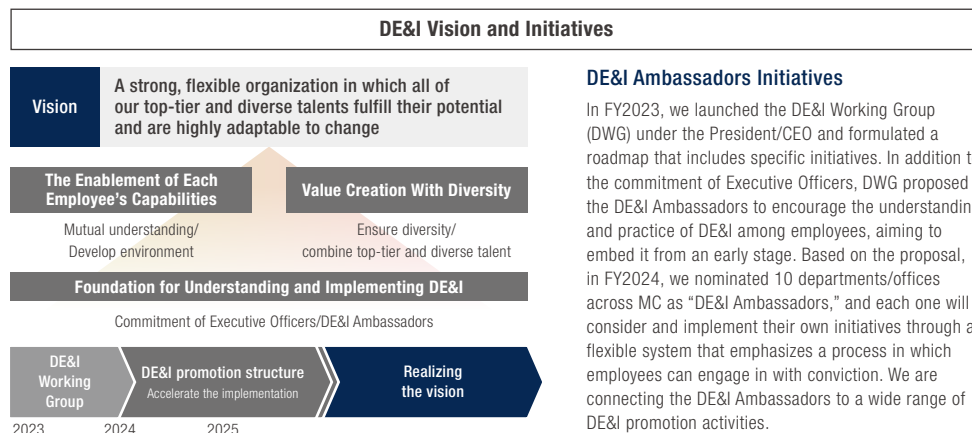 DE&I Vision and Initiatives
Vision
A strong, flexible organization in which all of
our top-tier and diverse talents fulfill their potential
and are highly adaptable to change
The Enablement of Each
Employee's Capabilities
Mutual understanding/
Develop environment
Value Creation With Diversity
Ensure diversity/
combine top-tier and diverse talent
Foundation for Understanding and Implementing DE&I
Commitment of Executive Officers/DE&I Ambassadors
DE&I
Working
Group
DE&I promotion structure
Accelerate the implementation
Realizing
the vision
2023 2024 2025
DE&I Ambassadors Initiatives
In FY2023, we launched the DE&I Working Group
(DWG) under the President/CEO and formulated a
roadmap that includes specific initiatives. In addition
the commitment of Executive Officers, DWG proposed
the DE&I Ambassadors to encourage the
and practice of DE&I among employees, aiming to
embed it from an early stage. Based on the proposal,
in FY2024, we nominated 10 departments/offices
across MC as “DE&I Ambassadors,” and each one will
consider and implement their own initiatives through
flexible system that emphasizes a process in which
employees can engage in with conviction. We are
connecting the DE&I Ambassadors to a wide range of
DE&I promotion activities.